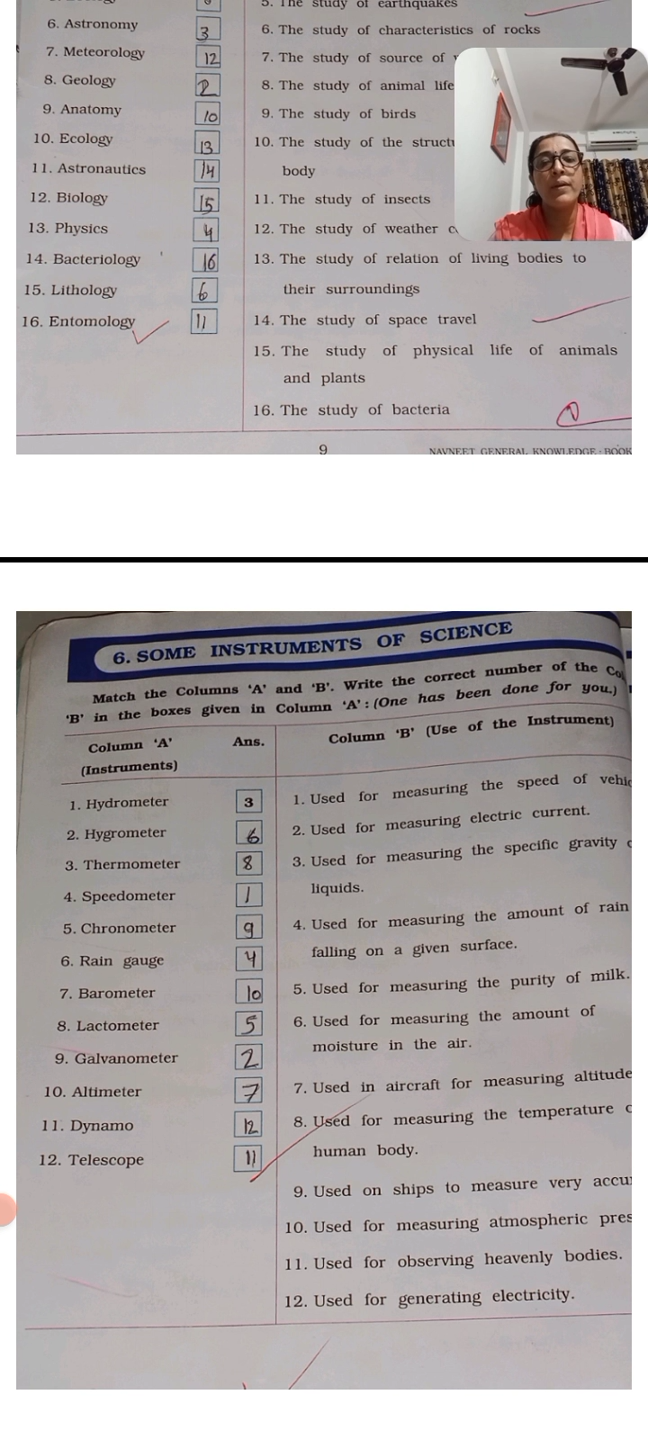 5. The study of earthquakes
6. Astronomy 3 6. The study of characteristics of rocks
7. Meteorology 12 7. The study of source of
8. Geology 2 8. The study of animal life
9. Anatomy 10 9. The study of birds
10. Ecology 13 10. The study of the
11. Astronautics 14 body
12. Biology 15 11. The study of insects
13. Physics 4 12. The study of weather
14. Bacteriology 16 13. The study of relation of living bodies to
15. Lithology 6 their surroundings
16. Entomology 11 14. The study of space travel
15. The study of physical life of animals
and plants
16. The study of bacteria
9 NAVNEET GENERAL KNOWLEDGE - BOOK
6. SOME INSTRUMENTS OF SCIENCE
Match the Columns 'A' and 'B'. Write the correct number of the
'B' in the boxes given in Column 'A' : (One has been done for you.)
Column 'A' Ans. Column 'B' (Use of the Instrument)
(Instruments)
1. Hydrometer 3 1. Used for measuring the speed of
2. Hygrometer 6 2. Used for measuring electric current.
3. Thermometer 8 3. Used for measuring the specific gravity
4. Speedometer 1 liquids.
5. Chronometer 9 4. Used for measuring the amount of rain
6. Rain gauge 4 falling on a given surface.
7. Barometer 10 5. Used for measuring the purity of milk.
8. Lactometer 5 6. Used for measuring the amount of
moisture in the air.
9. Galvanometer 2
10. Altimeter 7 7. Used in aircraft for measuring altitude
11. Dynamo 12 8. Used for measuring the temperature
12. Telescope 11 human body.
9. Used on ships to measure very
10. Used for measuring atmospheric
11. Used for observing heavenly bodies.
12. Used for generating electricity.